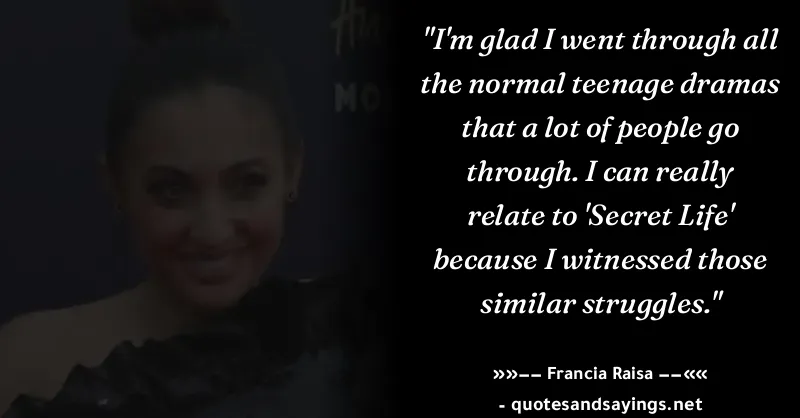 "I'm glad I went through all
the normal teenage dramas
that a lot of people go
through. I can really
relate to 'Secret Life'
because I witnessed those
similar struggles."
»»−− Francia Raisa −−««
- quotesandsayings.net
MO